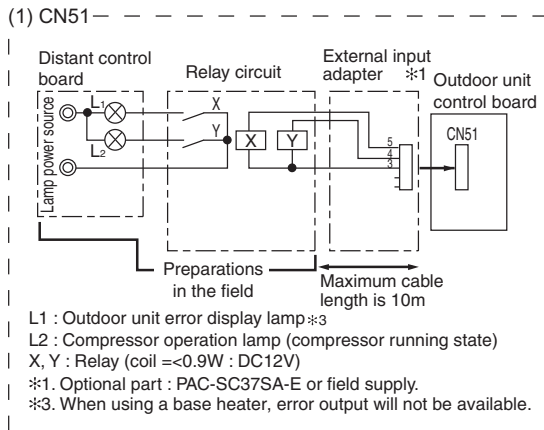 (1) CN51
Distant control
board
Relay circuit
External input
adapter ✻1
Outdoor unit
control board
Lamp power source
L1
L2
X
Y
X
Y
5
4
3
CN51
Preparations
in the field
Maximum cable
length is 10m
L1 : Outdoor unit error display lamp ✻3
L2 : Compressor operation lamp (compressor running state)
X, Y : Relay (coil =<0.9W : DC12V)
✻1. Optional part : PAC-SC37SA-E or field supply.
✻3. When using a base heater, error output will not be available.